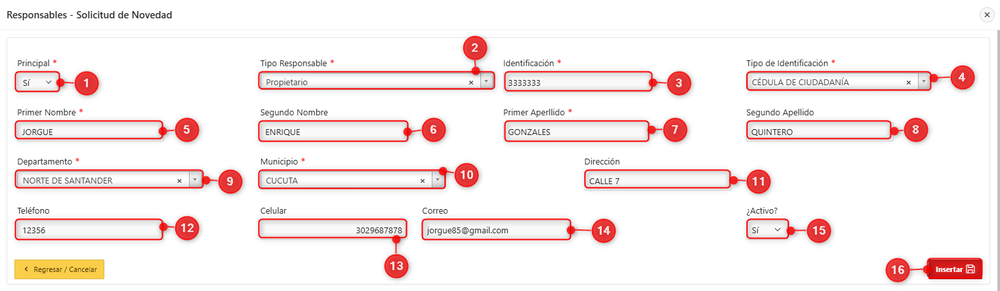 Responsables - Solicitud de Novedad
Principal *
Sí
1
Tipo Responsable *
Propietario
2
Identificación *
3333333
3
Tipo de Identificación *
CÉDULA DE CIUDADANÍA
4
Primer Nombre *
JORGUE
5
Segundo Nombre
ENRIQUE
6
Primer Aperllido *
GONZALES
7
Segundo Apellido
QUINTERO
8
Departamento *
NORTE DE SANTANDER
9
Municipio *
CUCUTA
10
Dirección
CALLE 7
11
Teléfono
12356
12
Celular
3029687878
13
Correo
jorgue85@gmail.com
14
¿Activo?
Sí
15
Regresar / Cancelar
16
Insertar